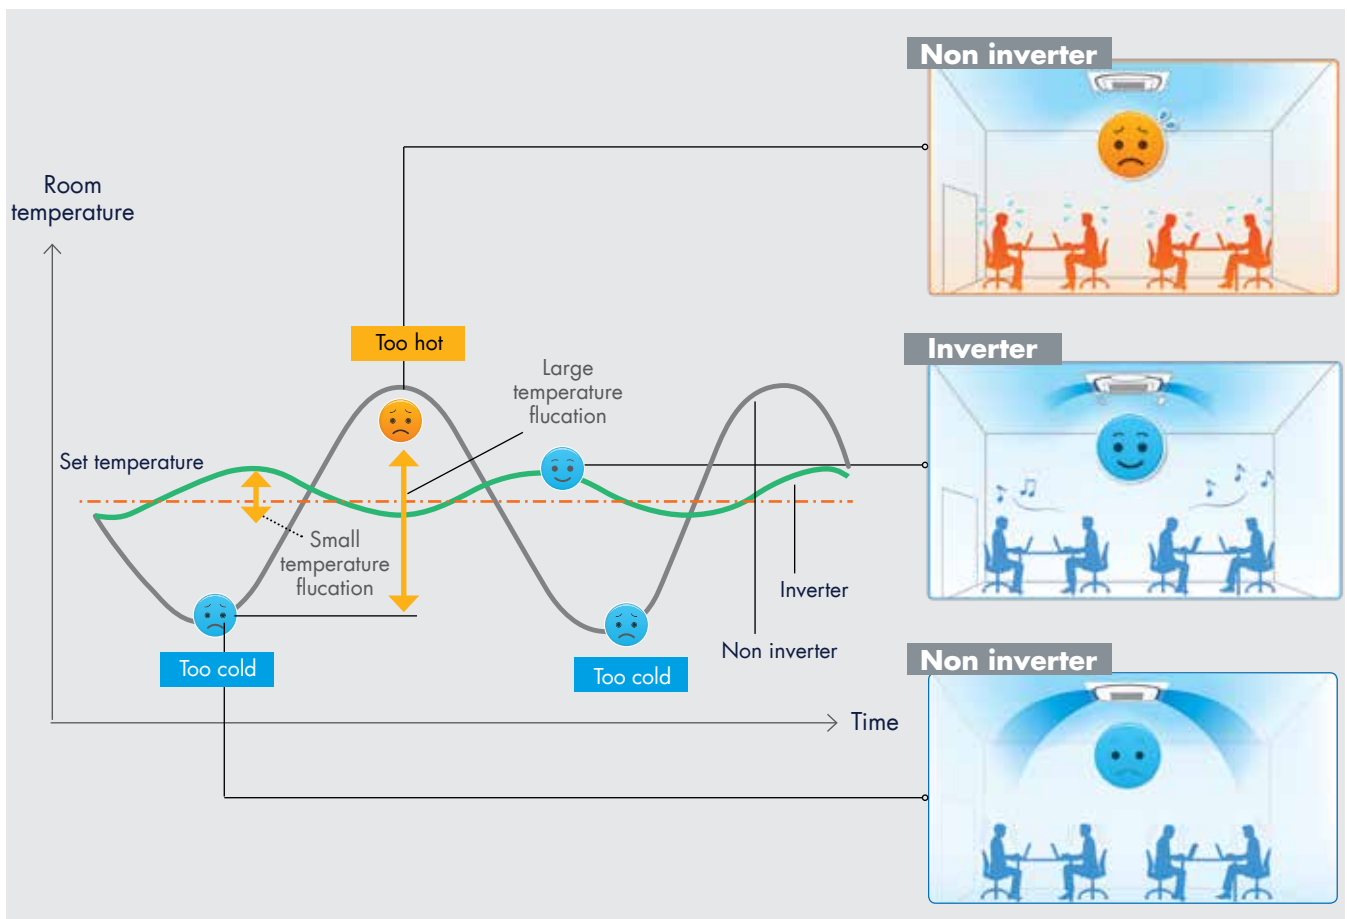 Non inverter
Room
temperature
Too hot
Inverter
Large
temperature
flucation
Set temperature
Small
temperature
flucation
Inverter
Non inverter
Too cold
Too cold
Non inverter
Time